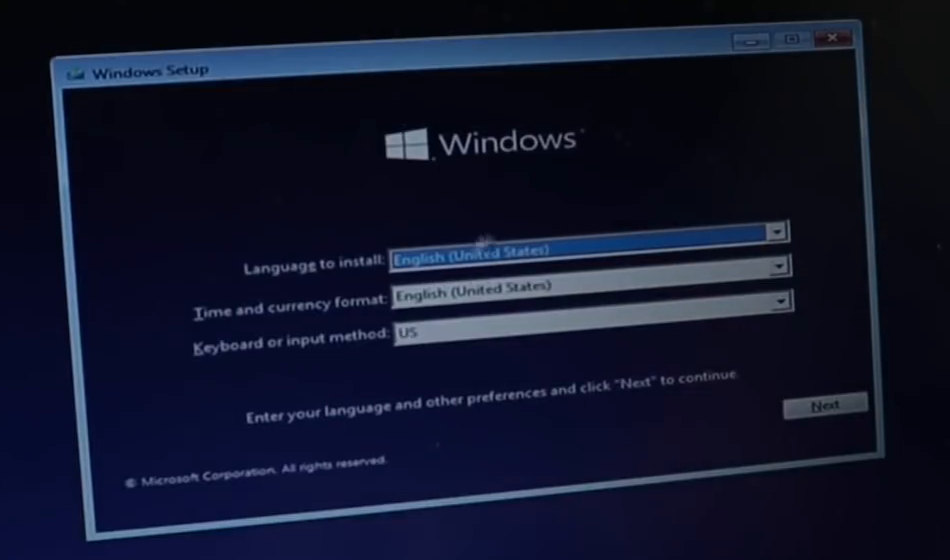 Windows Setup
Windows
Language to install: English (United States)
Time and currency format: English (United States)
Keyboard or input method: US
Enter your language and other preferences and click "Next" to continue.
Next
© Microsoft Corporation. All rights reserved.